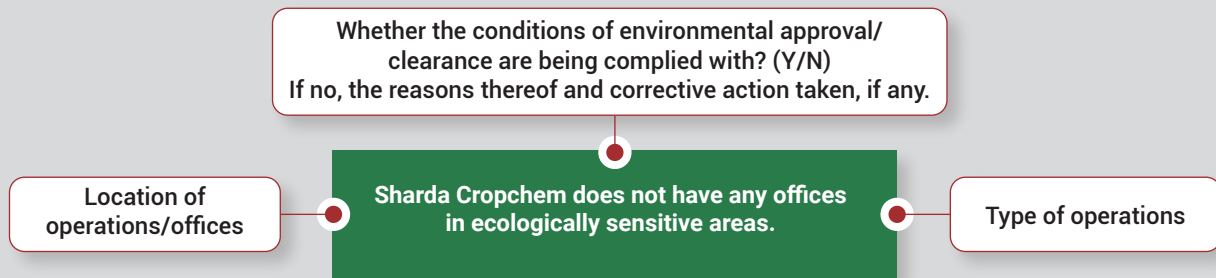 Whether the conditions of environmental approval/
clearance are being complied with? (Y/N)
If no, the reasons thereof and corrective action taken, if any.
Location of
operations/offices
Sharda Cropchem does not have any offices
in ecologically sensitive areas.
Type of operations